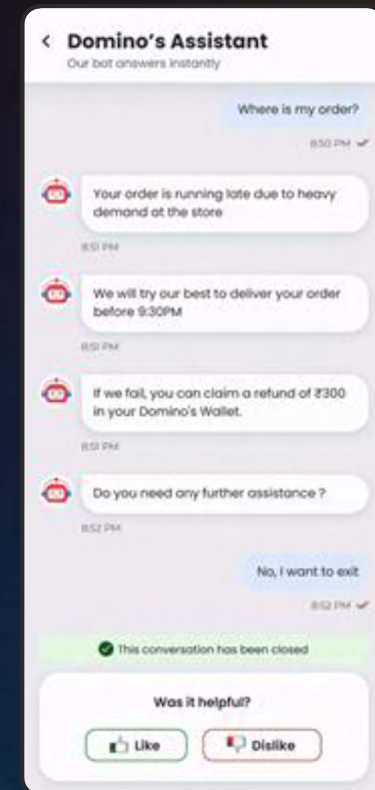 Domino's Assistant
Our bot answers instantly
Where is my order?
8:50 PM
Your order is running late due to heavy
demand at the store
8:51 PM
We will try our best to deliver your order
before 9:30PM
8:51 PM
If we fail, you can claim a refund of ₹300
in your Domino's Wallet.
8:51 PM
Do you need any further assistance ?
8:52 PM
No, I want to exit
8:52 PM
This conversation has been closed
Was it helpful?
Like
Dislike